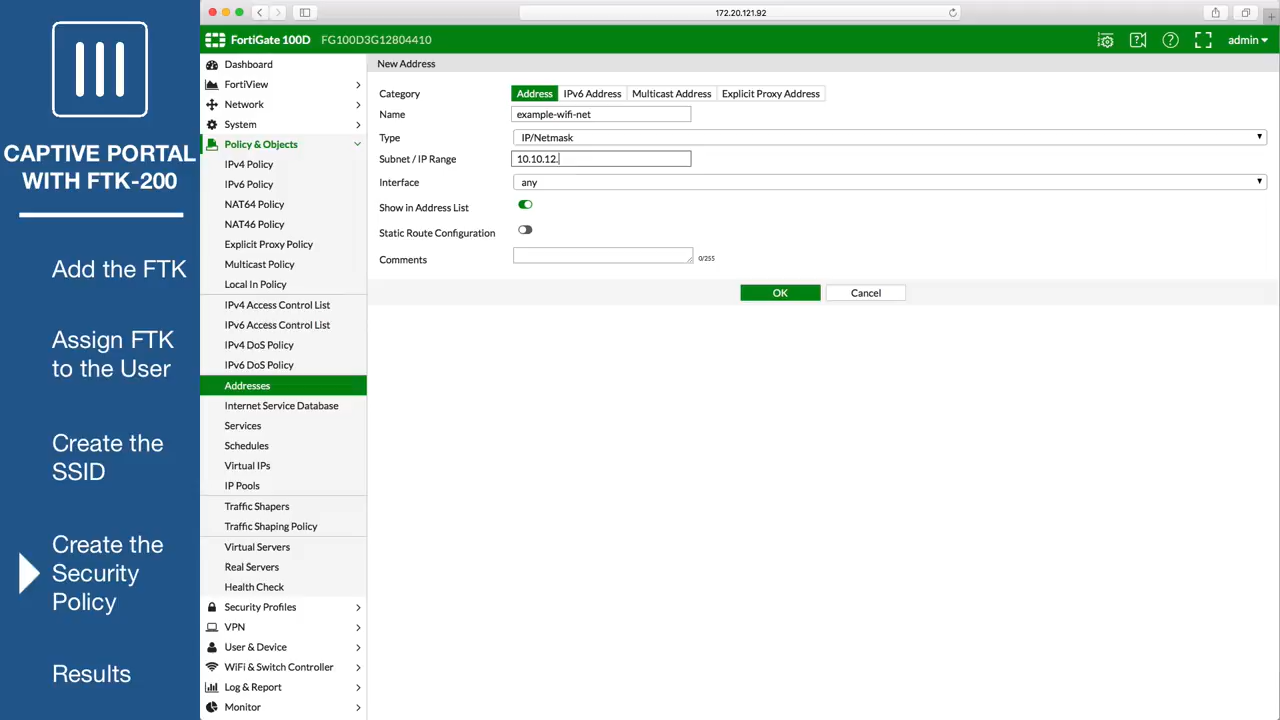 CAPTIVE PORTAL
WITH FTK-200
Add the FTK
Assign FTK
to the User
Create the
SSID
Create the
Security
Policy
Results
172.20.121.92
FortiGate 100D FG100D3G12804410
admin
Dashboard
FortiView
Network
System
Policy & Objects
IPv4 Policy
IPv6 Policy
NAT64 Policy
NAT46 Policy
Explicit Proxy Policy
Multicast Policy
Local In Policy
IPv4 Access Control List
IPv6 Access Control List
IPv4 DoS Policy
IPv6 DoS Policy
Addresses
Internet Service Database
Services
Schedules
Virtual IPs
IP Pools
Traffic Shapers
Traffic Shaping Policy
Virtual Servers
Real Servers
Health Check
Security Profiles
VPN
User & Device
WiFi & Switch Controller
Log & Report
Monitor
New Address
Category Address IPv6 Address Multicast Address Explicit Proxy Address
Name example-wifi-net
Type IP/Netmask
Subnet / IP Range 10.10.12.
Interface any
Show in Address List
Static Route Configuration
Comments 0/255
OK Cancel